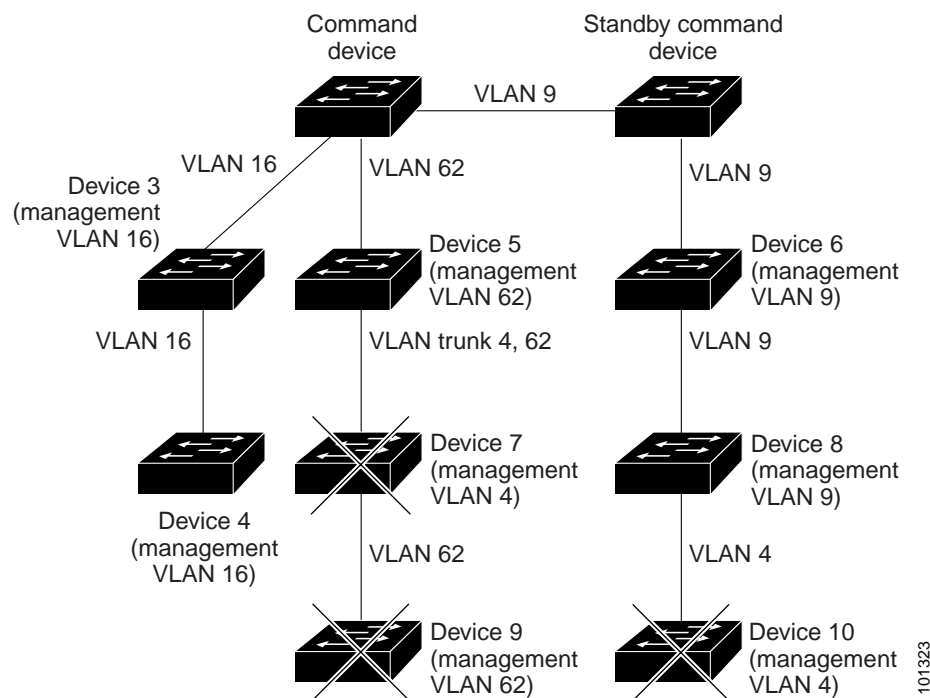 Command
device
Standby command
device
VLAN 9
VLAN 16
VLAN 62
VLAN 9
Device 3
(management
VLAN 16)
Device 5
(management
VLAN 62)
Device 6
(management
VLAN 9)
VLAN 16
VLAN trunk 4, 62
VLAN 9
Device 7
(management
VLAN 4)
Device 8
(management
VLAN 9)
Device 4
(management
VLAN 16)
VLAN 62
VLAN 4
Device 9
(management
VLAN 62)
Device 10
(management
VLAN 4)
101323